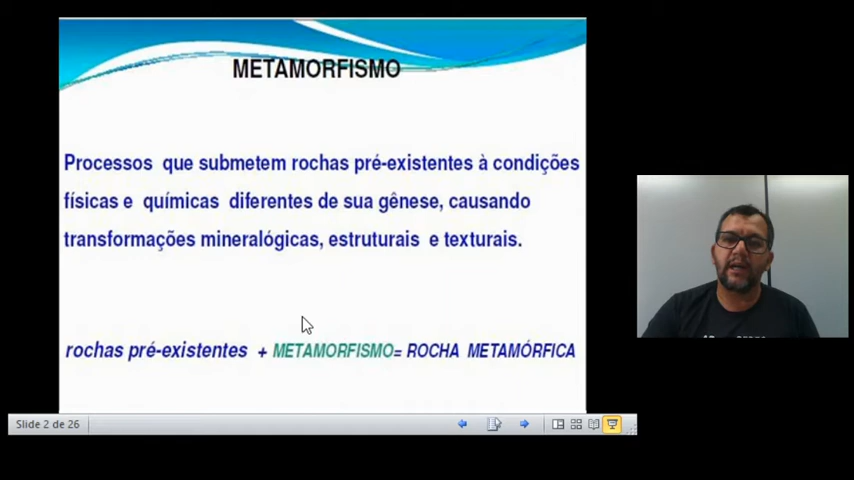 METAMORFISMO
Processos que submetem rochas pré-existentes à condições
físicas e químicas diferentes de sua gênese, causando
transformações mineralógicas, estruturais e texturais.
rochas pré-existentes + METAMORFISMO= ROCHA METAMÓRFICA
Slide 2 de 26